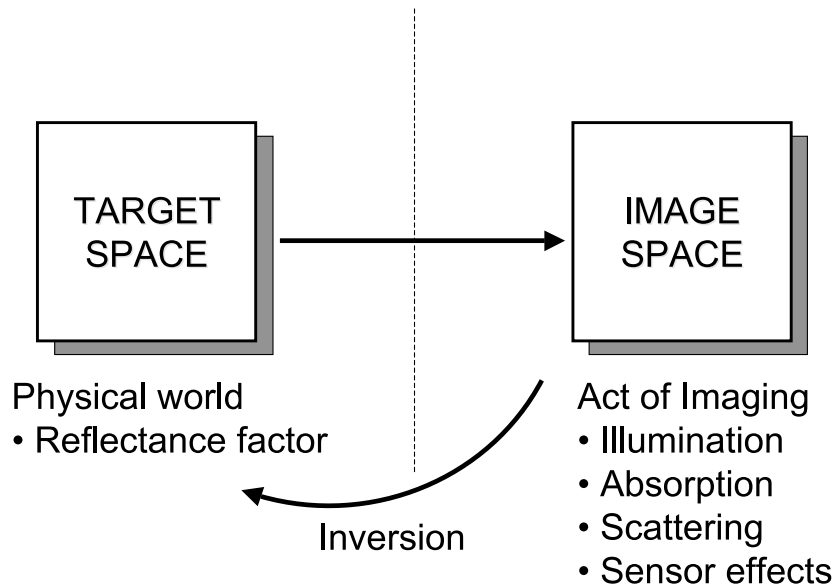 TARGET
SPACE
IMAGE
SPACE
Physical world
• Reflectance factor
Inversion
Act of Imaging
• Illumination
• Absorption
• Scattering
• Sensor effects